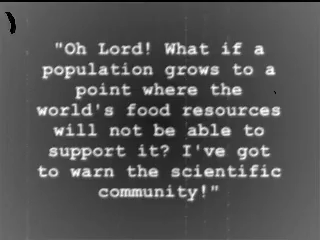 "Oh Lord! What if a
population grows to a
point where the
world's food resources
will not be able to
support it? I've got
to warn the scientific
community!"